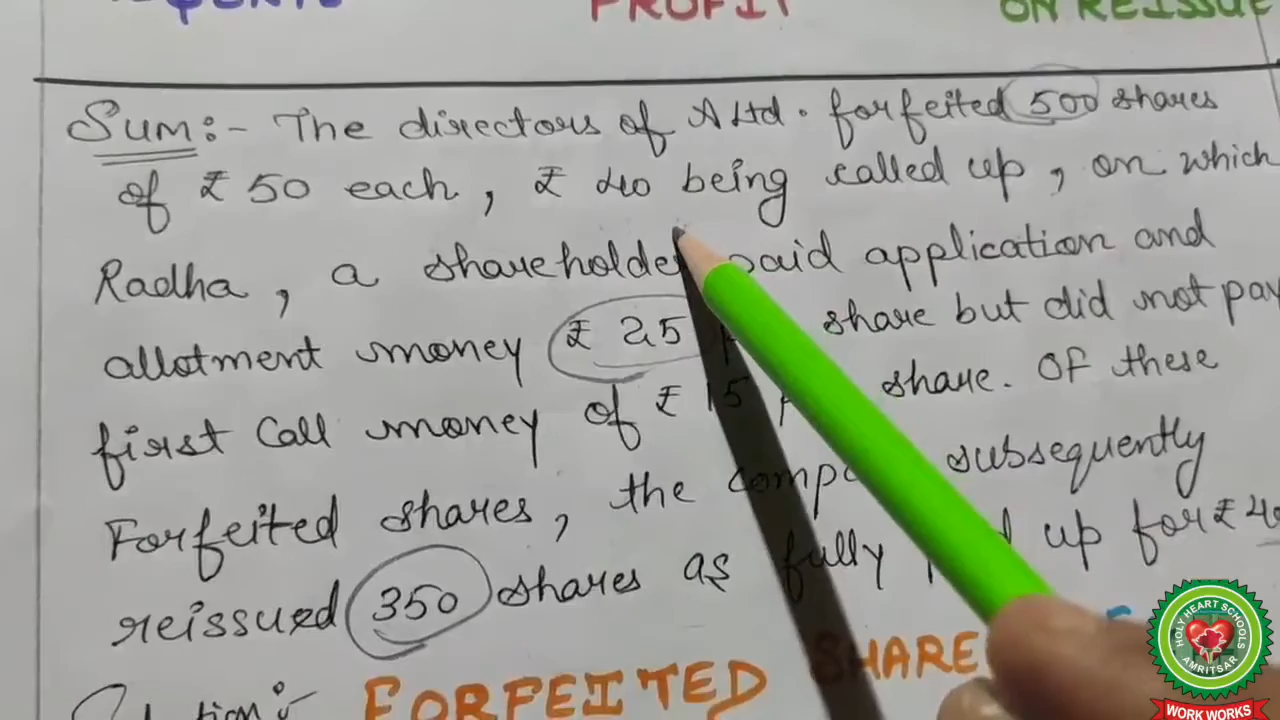 PROFIT
ON REISSUE
Sum:- The directors of A Ltd. forfeited 500 shares
of ₹ 50 each, ₹ 40 being called up, on which
Radha, a shareholder paid application and
allotment money ₹ 25 share but did not pay
first call money of ₹ 15 share. Of these
Forfeited shares, the subsequently
reissued 350 shares as fully up for ₹ 40
FORFEITED SHARE
HOLY HEART SCHOOLS
AMRITSAR
WORK WORKS